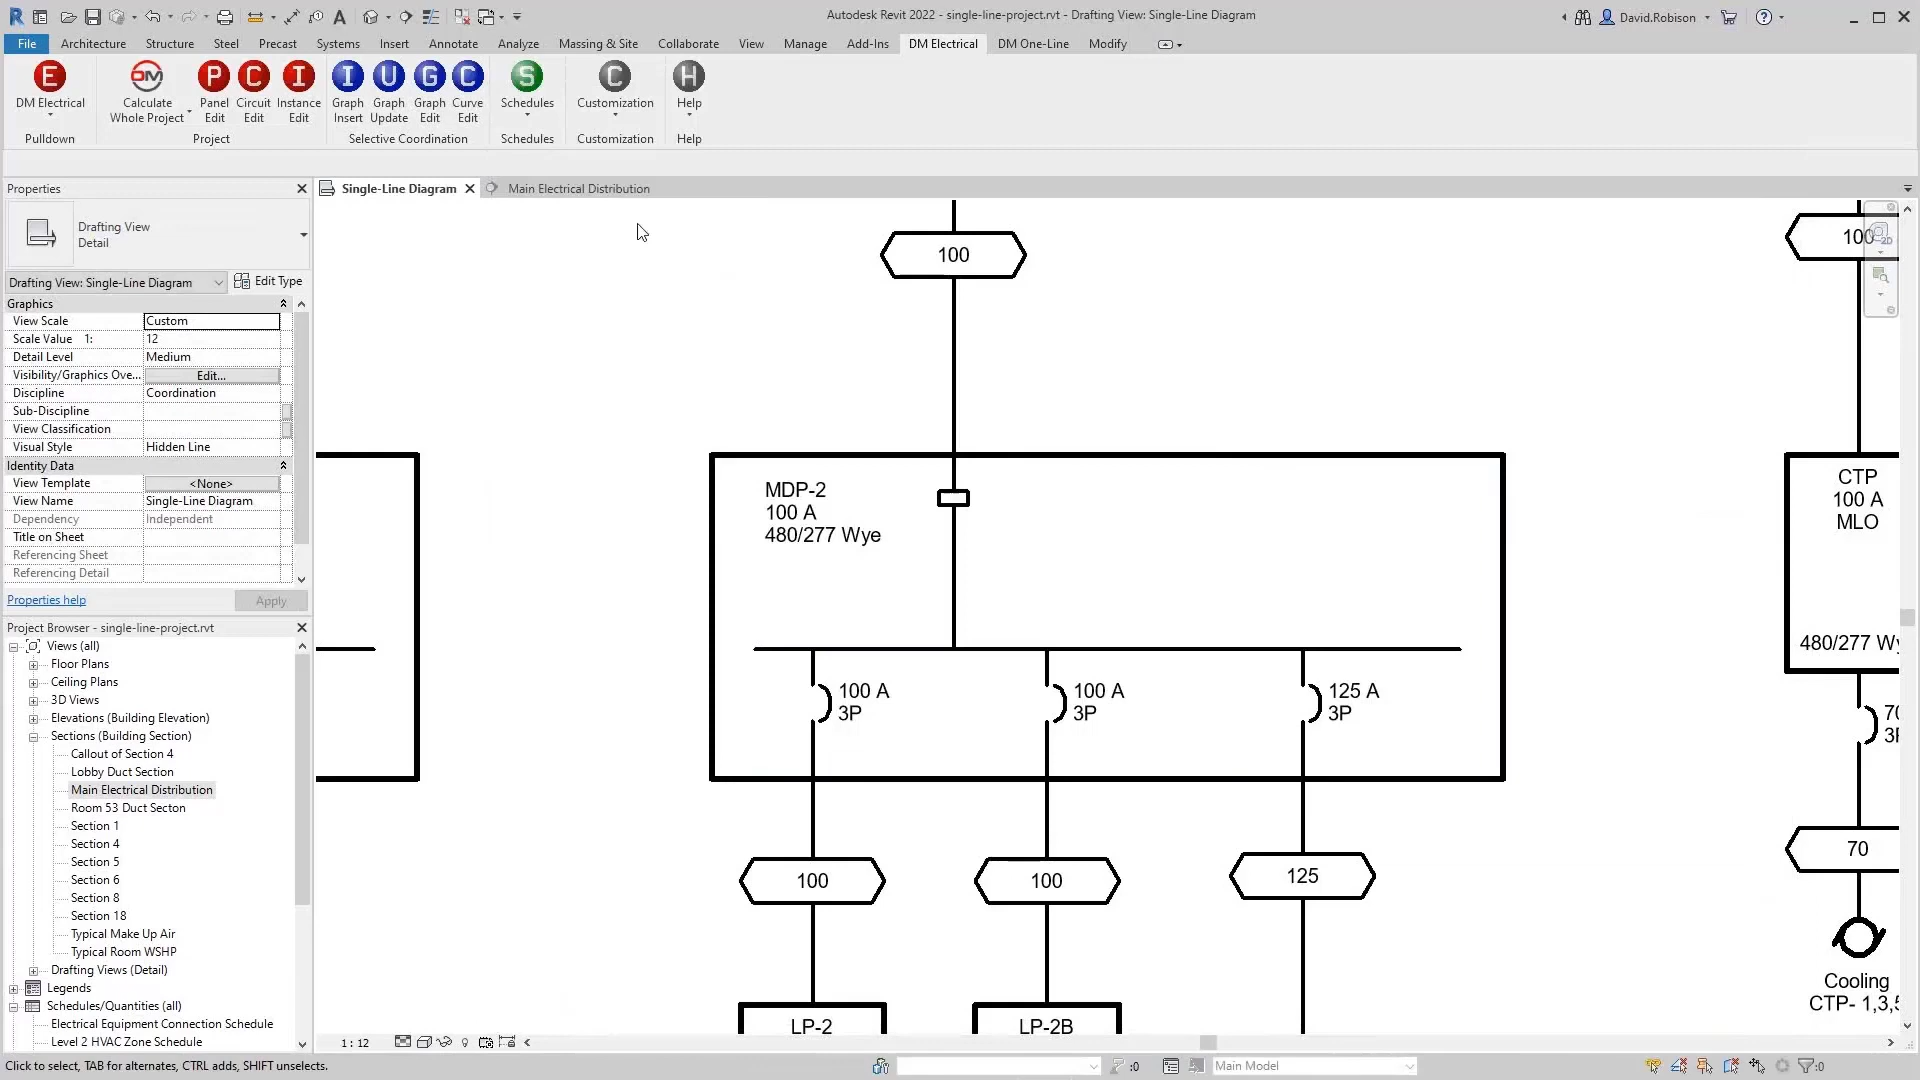 Autodesk Revit 2022 - single-line-project.rvt - Drafting View: Single-Line Diagram
David.Robison
File Architecture Structure Steel Precast Systems Insert Annotate Analyze Massing & Site Collaborate View Manage Add-Ins DM Electrical DM One-Line Modify
E DM P C I I U G C S C H
DM Electrical Calculate Whole Project Panel Edit Circuit Edit Instance Edit Graph Insert Graph Update Graph Edit Curve Edit Schedules Customization Help
Pulldown Project Selective Coordination Schedules Customization Help
Properties
Single-Line Diagram Main Electrical Distribution
Drafting View
Detail
Drafting View: Single-Line Diagram Edit Type
Graphics
View Scale Custom
Scale Value 1: 12
Detail Level Medium
Visibility/Graphics Ove... Edit...
Discipline Coordination
Sub-Discipline
View Classification
Visual Style Hidden Line
Identity Data
View Template <None>
View Name Single-Line Diagram
Dependency Independent
Title on Sheet
Referencing Sheet
Referencing Detail
Properties help Apply
Project Browser - single-line-project.rvt
Views (all)
Floor Plans
Ceiling Plans
3D Views
Elevations (Building Elevation)
Sections (Building Section)
Callout of Section 4
Lobby Duct Section
Main Electrical Distribution
Room 53 Duct Secton
Section 1
Section 4
Section 5
Section 6
Section 8
Section 18
Typical Make Up Air
Typical Room WSHP
Drafting Views (Detail)
Legends
Schedules/Quantities (all)
Electrical Equipment Connection Schedule
Level 2 HVAC Zone Schedule
100
100
2D
MDP-2
100 A
480/277 Wye
CTP
100 A
MLO
480/277 Wy
100 A
3P
100 A
3P
125 A
3P
70
100
100
125
70
LP-2
LP-2B
Cooling
CTP- 1,3,5
1 : 12
Click to select, TAB for alternates, CTRL adds, SHIFT unselects.
:0
Main Model
:0